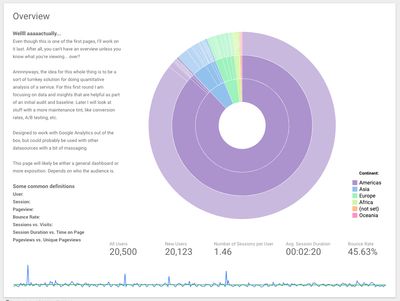 Overview
Wellll aaaaactually...
Even though this is one of the first pages, I'll work on
it last. After all, you can't have an overview unless you
know what you're viewing... over?
Annnnyways, the idea for this whole thing is to be a
sort of turnkey solution for doing quantitative
analysis of a service. For this first round I am
focusing on data and insights that are helpful as part
of an initial audit and baseline. Later I will look at
stuff with a more maintenance tint, like conversion
rates, A/B testing, etc.
Designed to work with Google Analytics out of the
box, but could probably be used with other
datasources with a bit of massaging.
This page will likely be either a general dashboard or
more exposition. Depends on who the audience is.
Some common definitions
User:
Session:
Pageview:
Bounce Rate:
Sessions vs. Visits:
Session Duration vs. Time on Page
Pageviews vs. Unique Pageviews
Continent:
Americas
Asia
Europe
Africa
(not set)
Oceania
All Users
20,500
New Users
20,123
Number of Sessions per User
1.46
Avg. Session Duration
00:02:20
Bounce Rate
45.63%